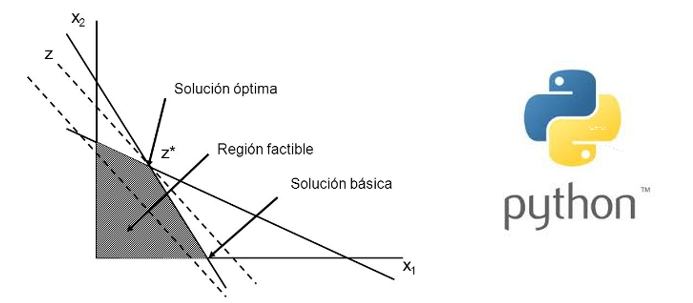 x₂
z
Solución óptima
z*
Región factible
Solución básica
x₁
python™